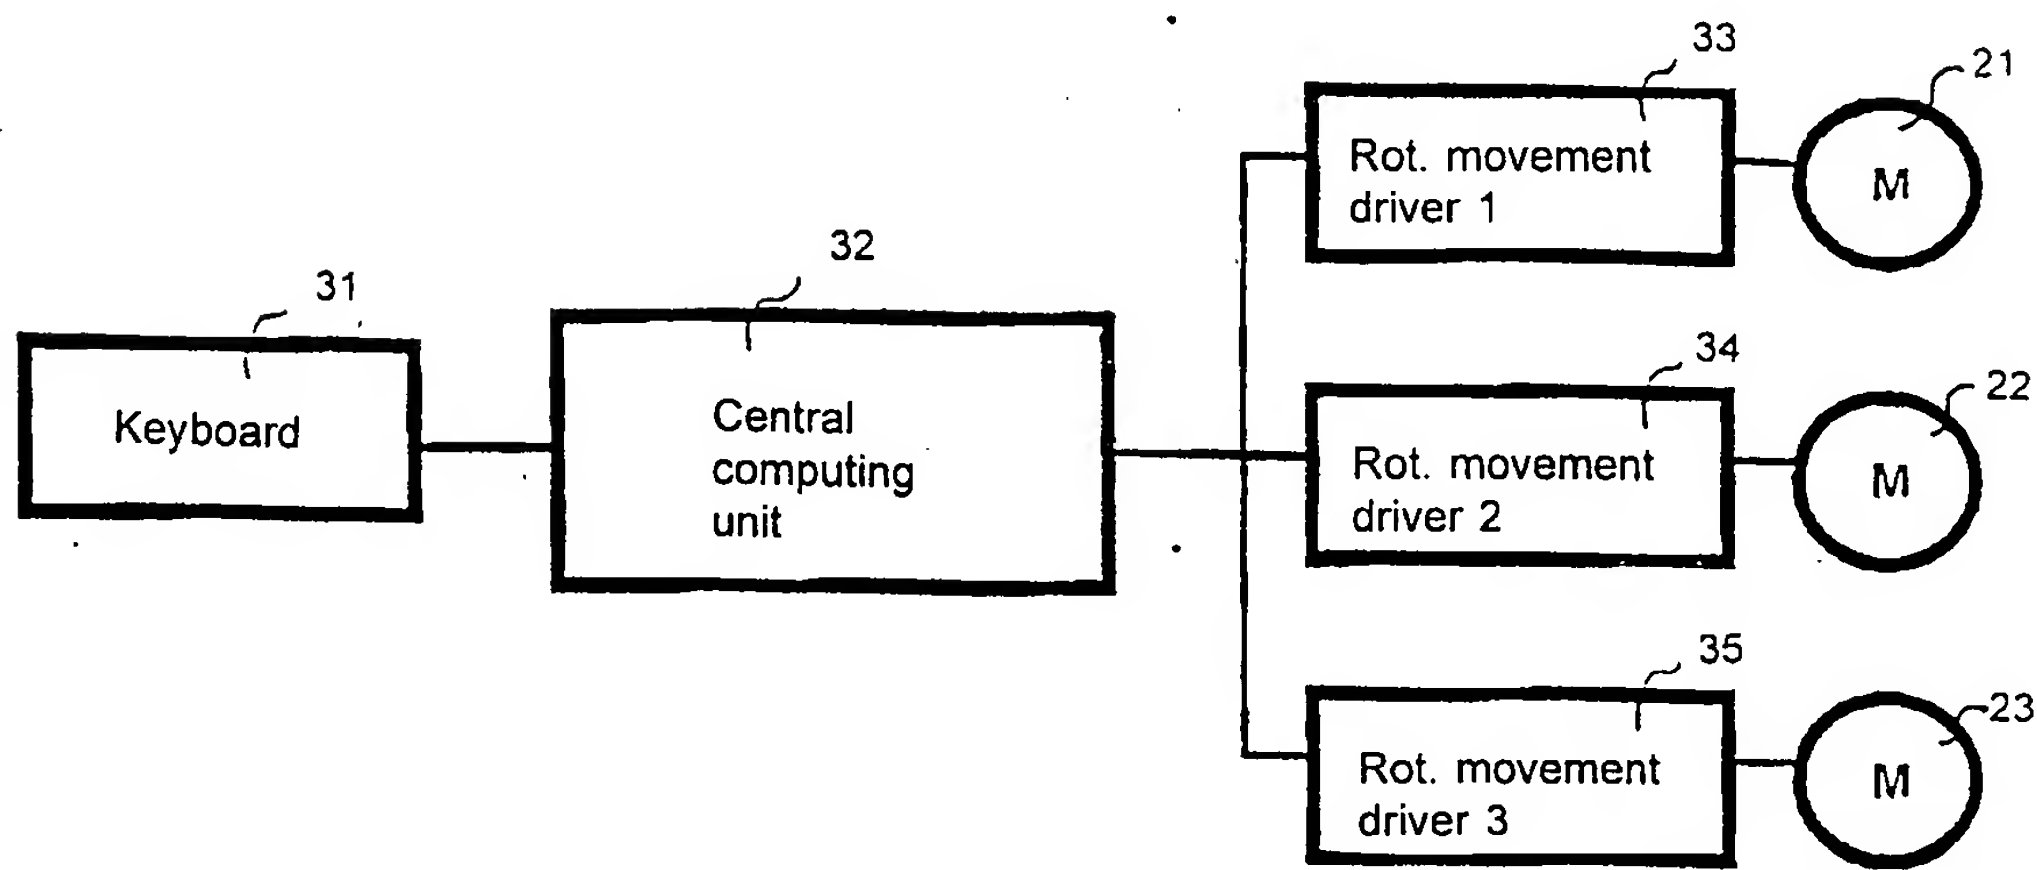 33
21
Rot. movement
driver 1
M
32
31
Keyboard
Central
computing
unit
34
22
Rot. movement
driver 2
M
35
23
Rot. movement
driver 3
M